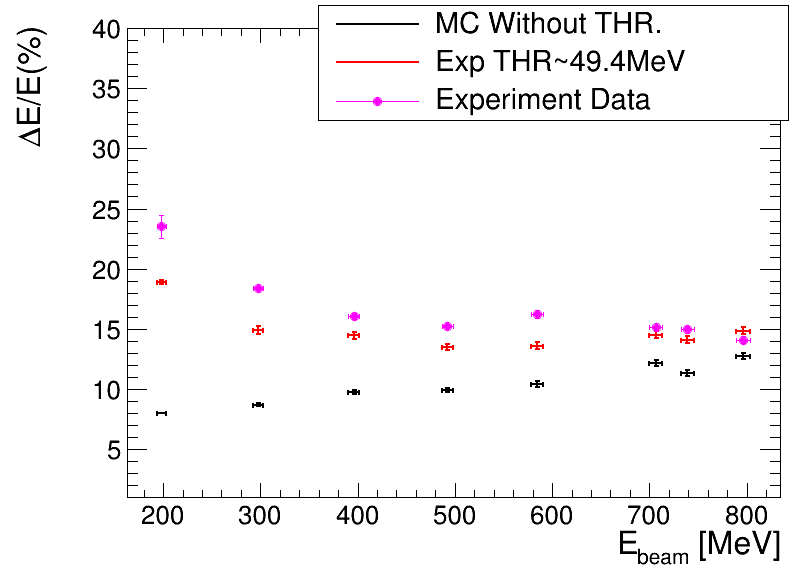 MC Without THR.
Exp THR~49.4MeV
Experiment Data
ΔE/E(%)
40
35
30
25
20
15
10
5
200 300 400 500 600 700 800
E_beam [MeV]